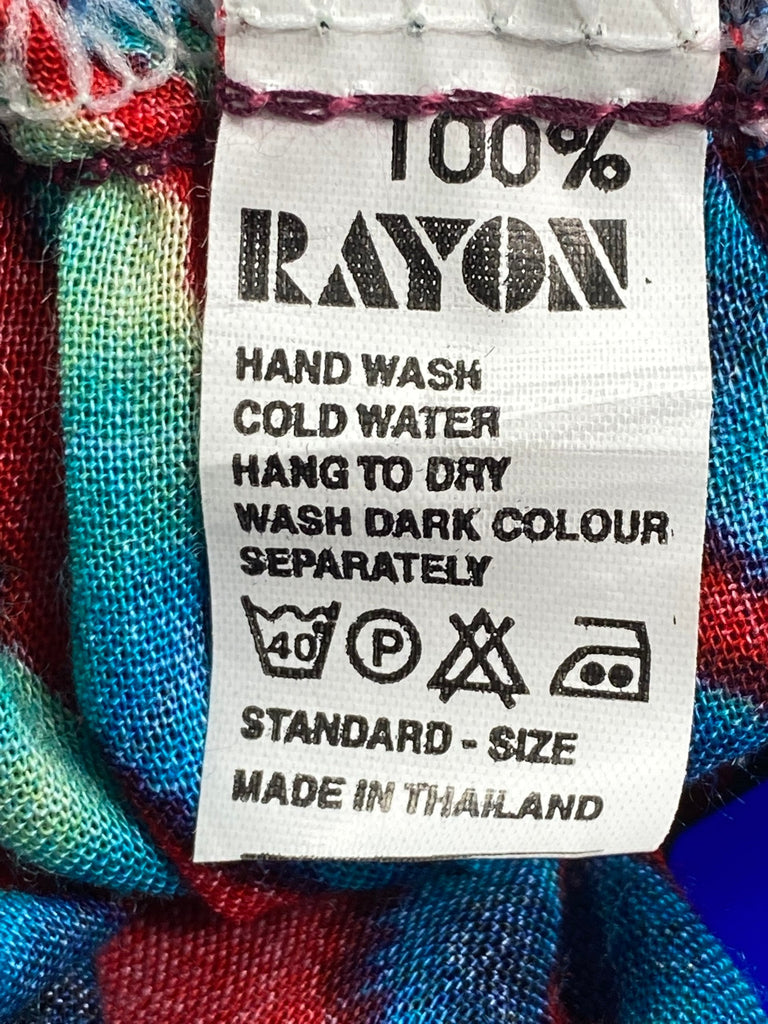 100%
RAYON
HAND WASH
COLD WATER
HANG TO DRY
WASH DARK COLOUR
SEPARATELY
40° P
STANDARD - SIZE
MADE IN THAILAND